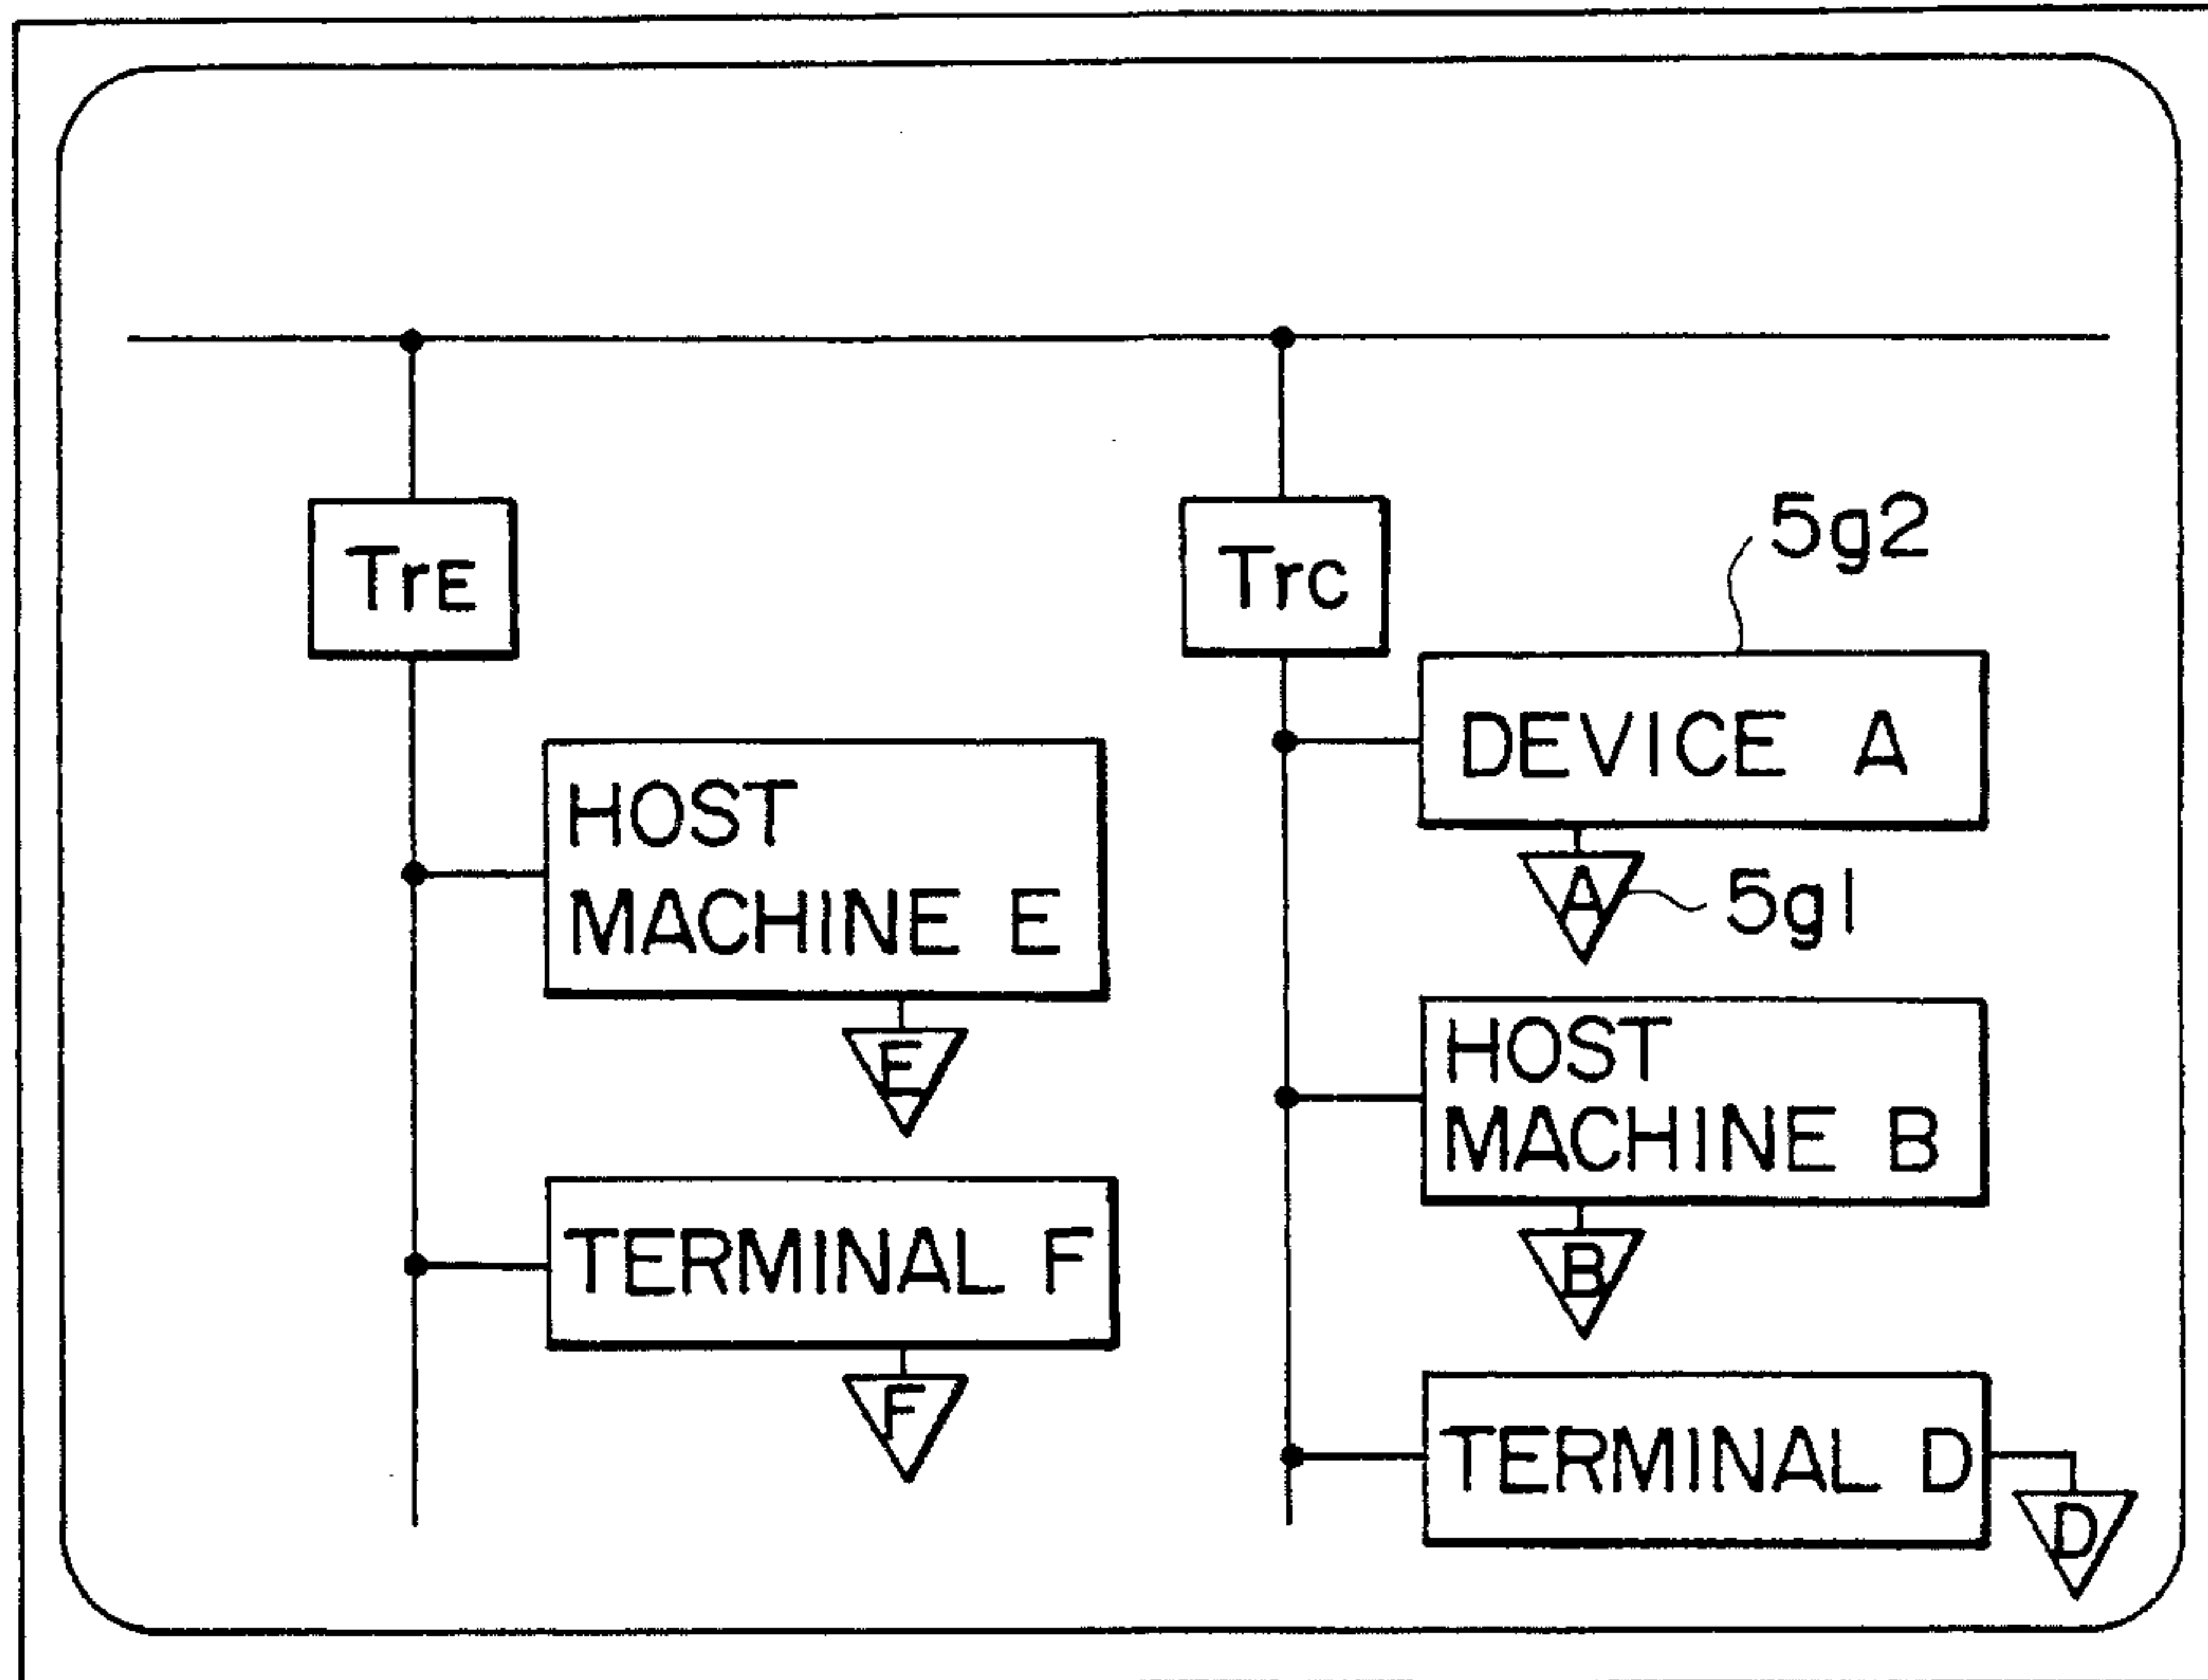 TrE
TrC
5g2
DEVICE A
A
5g1
HOST
MACHINE E
E
HOST
MACHINE B
B
TERMINAL F
F
TERMINAL D
D